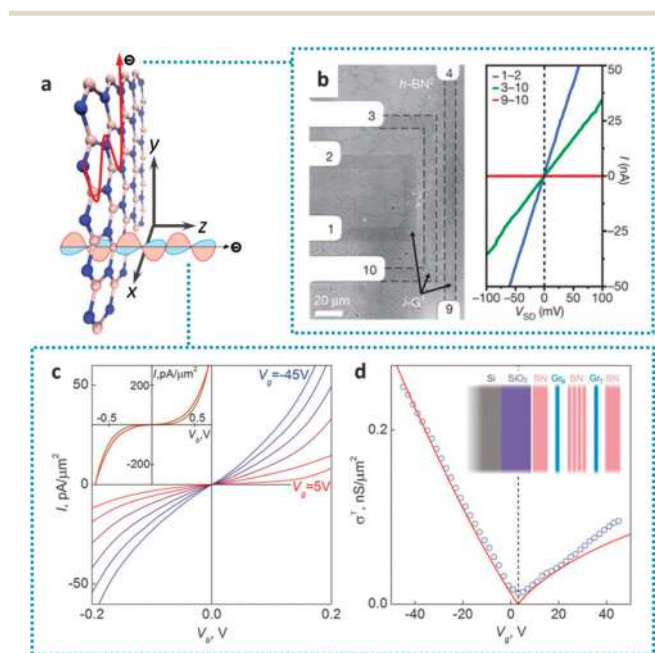 a
e
y
z
e
x
b
h-BN²
4
3
2
1
10
9
i-G¹
20 μm
1–2
3–10
9–10
50
25
0
-25
-50
I (nA)
-100 -50 0 50 100
V_SD (mV)
c
I, pA/μm²
50
0
-50
-0.2 0.0 0.2
V_b, V
V_g=-45V
V_g=5V
I, pA/μm²
200
-0.5 0.5
V_b, V
-200
d
Si SiO₂ BN Gr_B BN Gr_T BN
σᵀ, nS/μm²
0.2
0.0
-40 -20 0 20 40
V_g, V